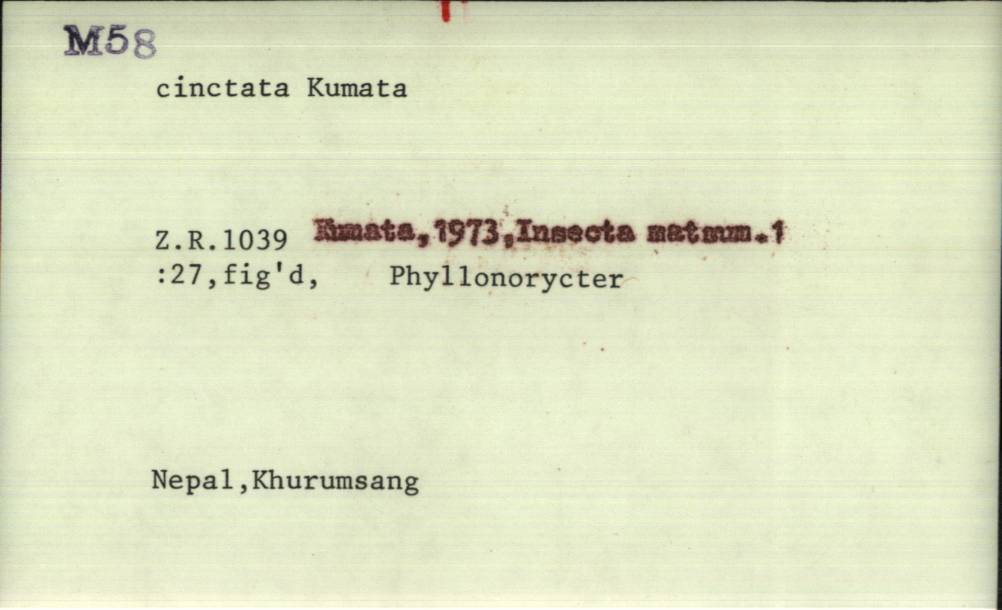 M58
cinctata Kumata
Z.R.1039 Kumata,1973,Insecta matsum.1
:27,fig'd, Phyllonorycter
Nepal,Khurumsang